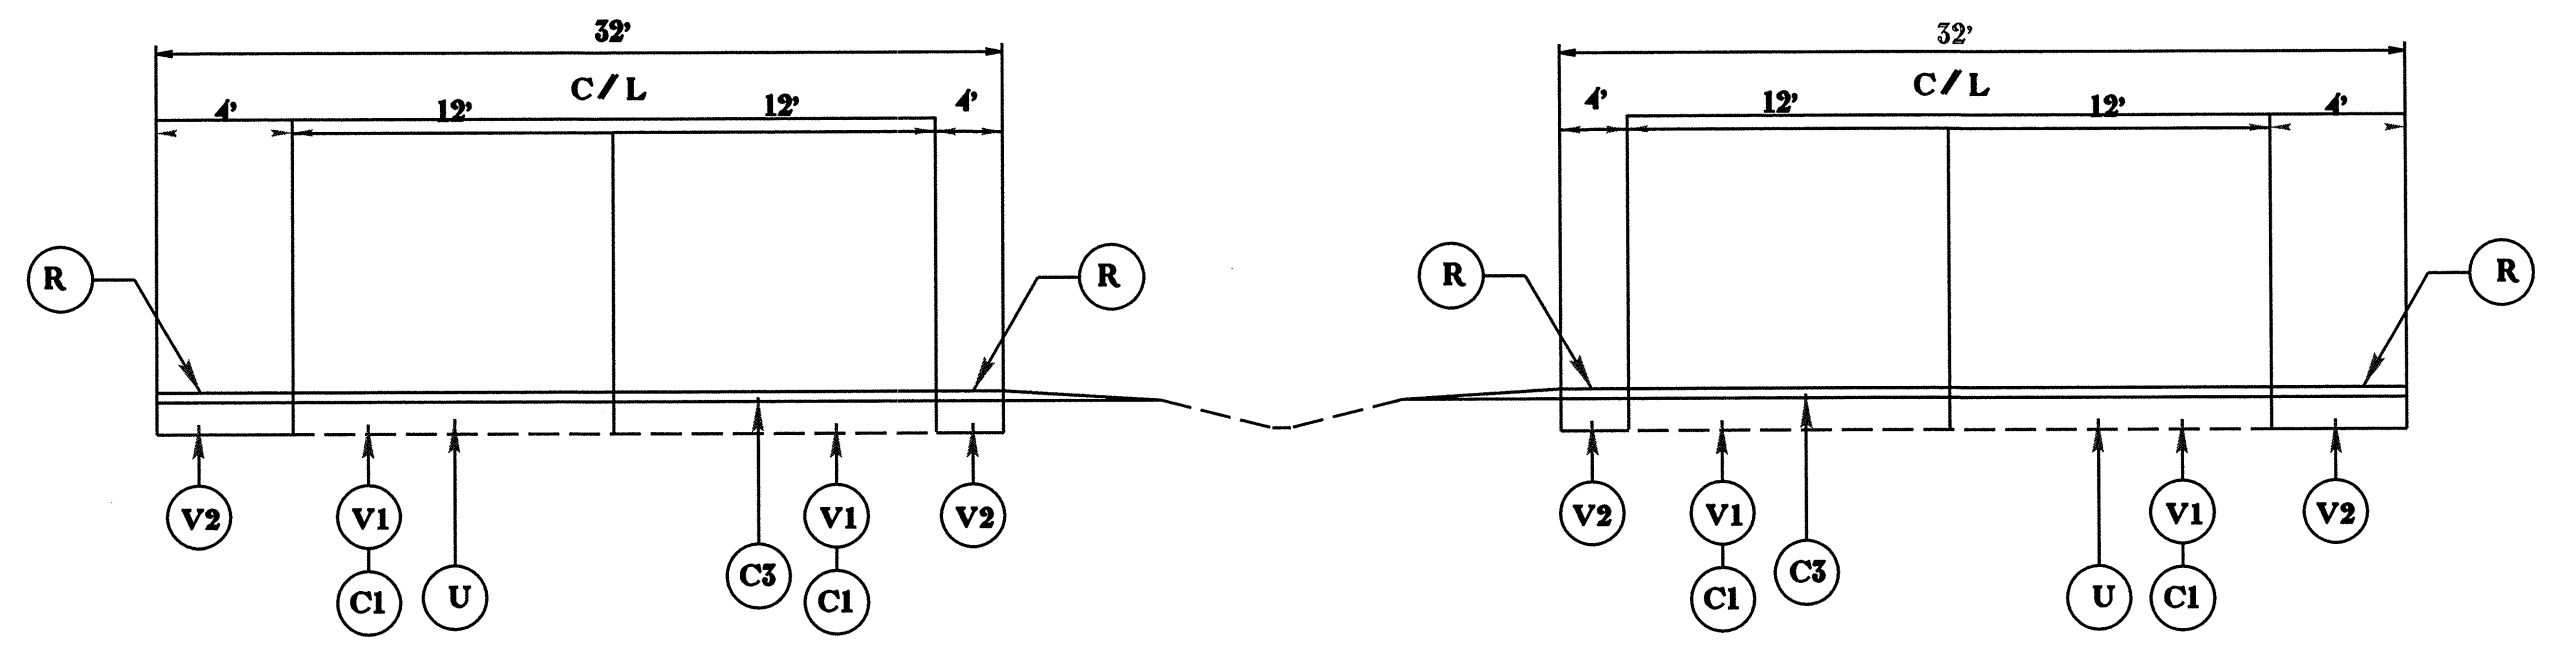 32’ 32’
C/L C/L
4’ 12’ 12’ 4’ 4’ 12’ 12’ 4’
R R R R
V2 V1 V1 V2 V2 V1 V1 V2
C3 C3
C1 U C1 C1 U C1